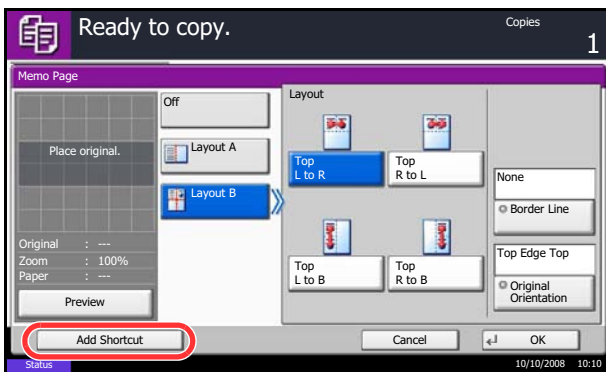 Ready to copy.
Copies
1
Memo Page
Place original.
Original : ---
Zoom : 100%
Paper : ---
Preview
Off
Layout A
Layout B
Layout
Top
L to R
Top
R to L
Top
L to B
Top
R to B
None
Border Line
Top Edge Top
Original
Orientation
Add Shortcut
Cancel
OK
Status
10/10/2008 10:10